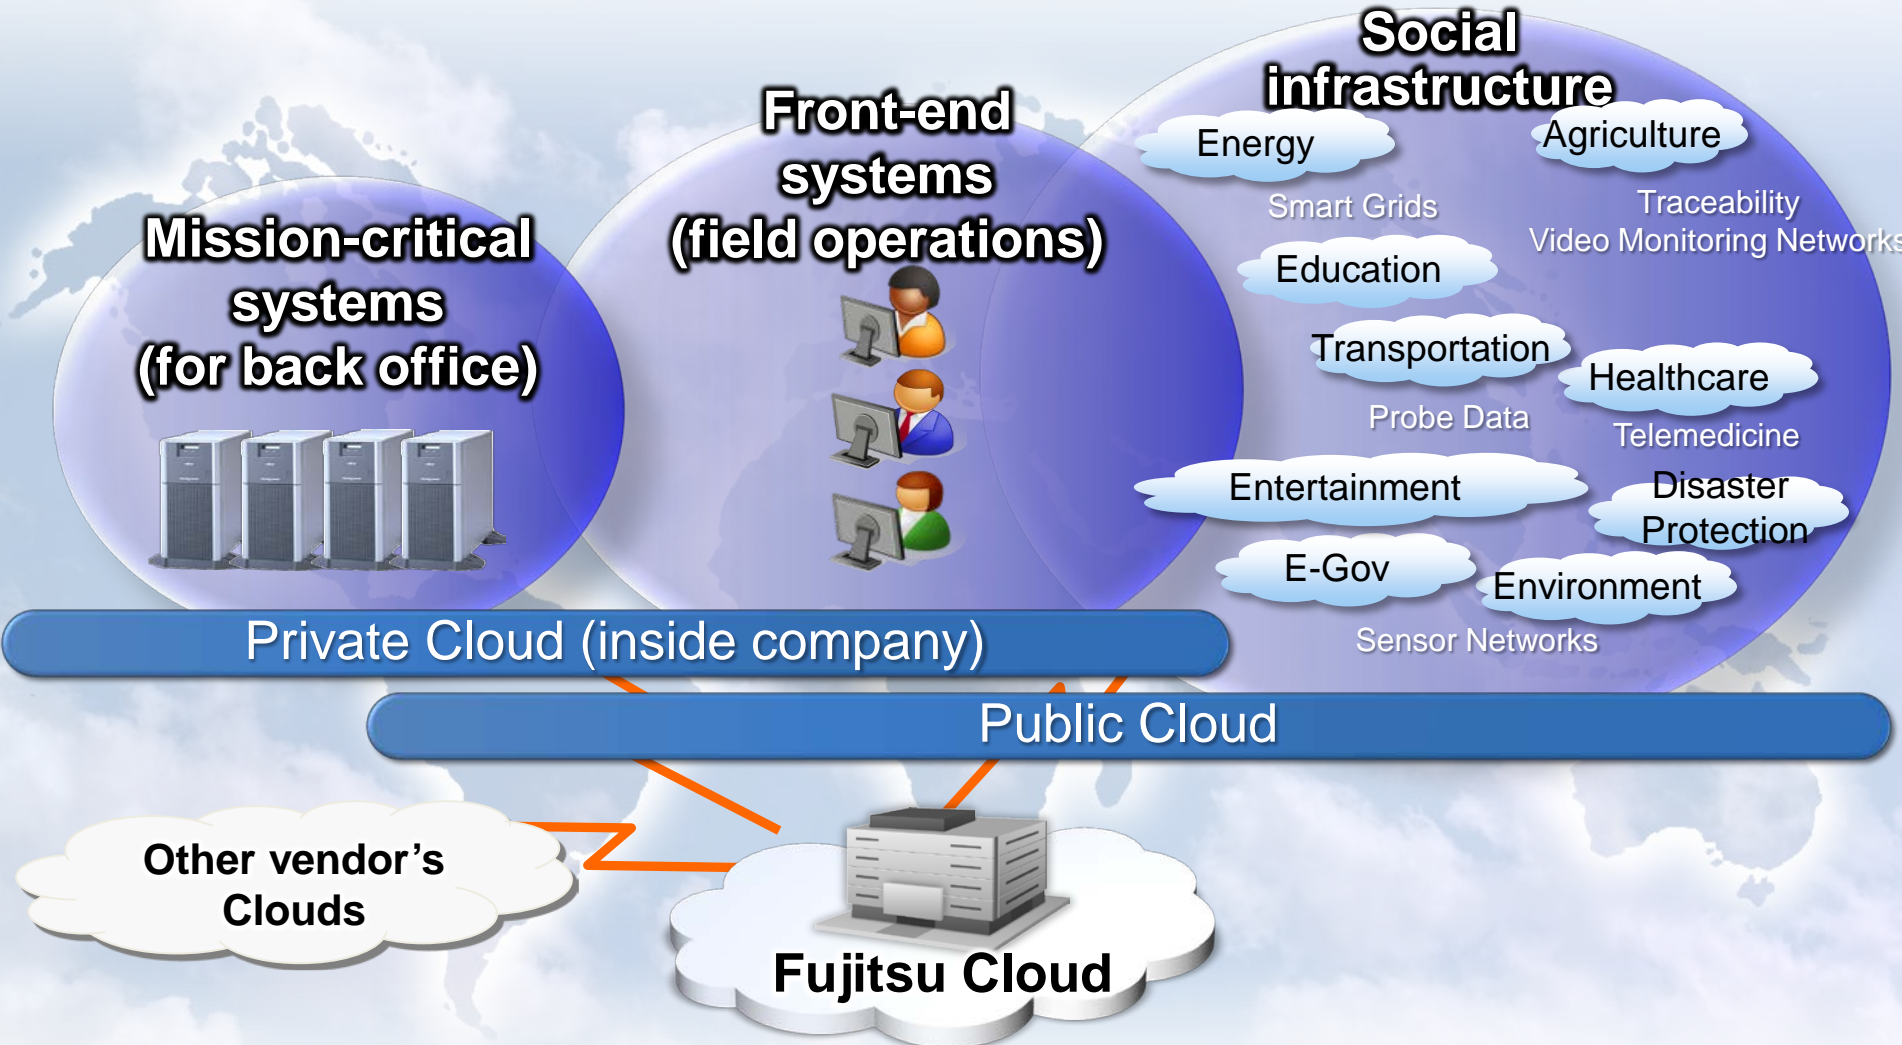 Mission-critical
systems
(for back office)
Front-end
systems
(field operations)
Social
infrastructure
Energy
Smart Grids
Agriculture
Traceability
Video Monitoring Networks
Education
Transportation
Probe Data
Healthcare
Telemedicine
Entertainment
Disaster
Protection
E-Gov
Environment
Sensor Networks
Private Cloud (inside company)
Public Cloud
Other vendor’s
Clouds
Fujitsu Cloud